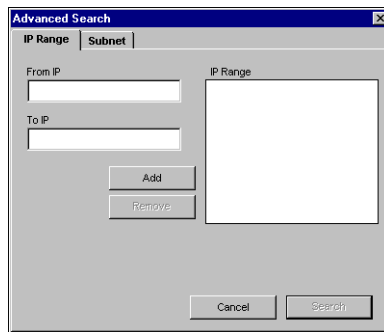 Advanced Search
IP Range Subnet
From IP
IP Range
To IP
Add
Remove
Cancel Search